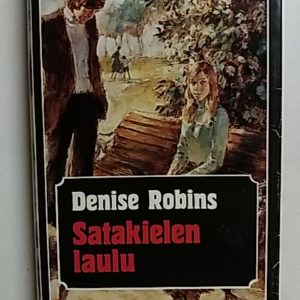 Denise Robins
Satakielen
laulu